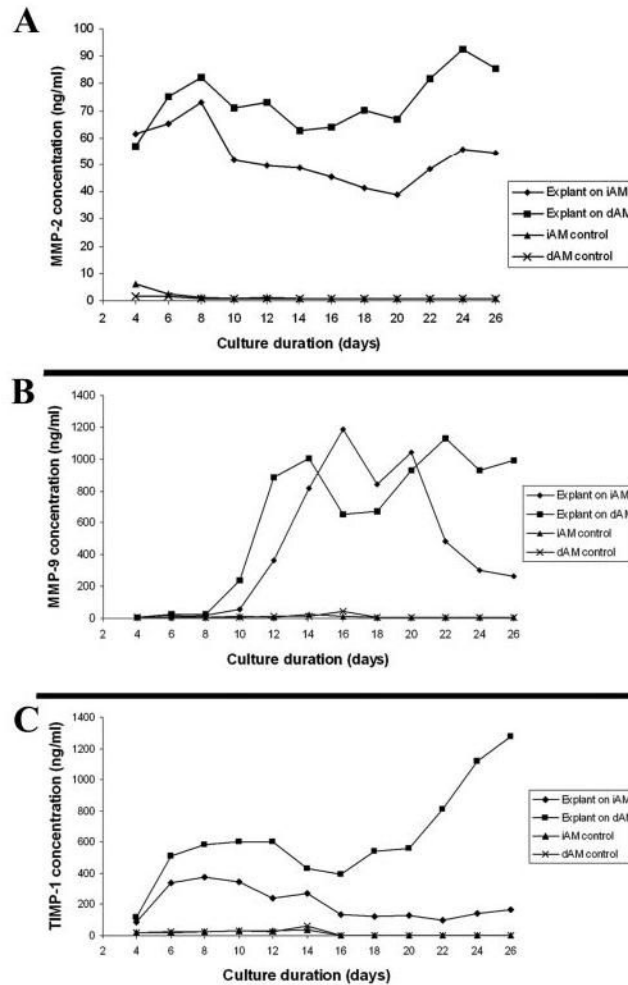 A
MMP-2 concentration (ng/ml)
100
90
80
70
60
50
40
30
20
10
0
2 4 6 8 10 12 14 16 18 20 22 24 26
Culture duration (days)
Explant on iAM
Explant on dAM
iAM control
dAM control
B
MMP-9 concentration (ng/ml)
1400
1200
1000
800
600
400
200
0
2 4 6 8 10 12 14 16 18 20 22 24 26
Culture duration (days)
Explant on iAM
Explant on dAM
iAM control
dAM control
C
TIMP-1 concentration (ng/ml)
1400
1200
1000
800
600
400
200
0
2 4 6 8 10 12 14 16 18 20 22 24 26
Culture duration (days)
Explant on iAM
Explant on dAM
iAM control
dAM control